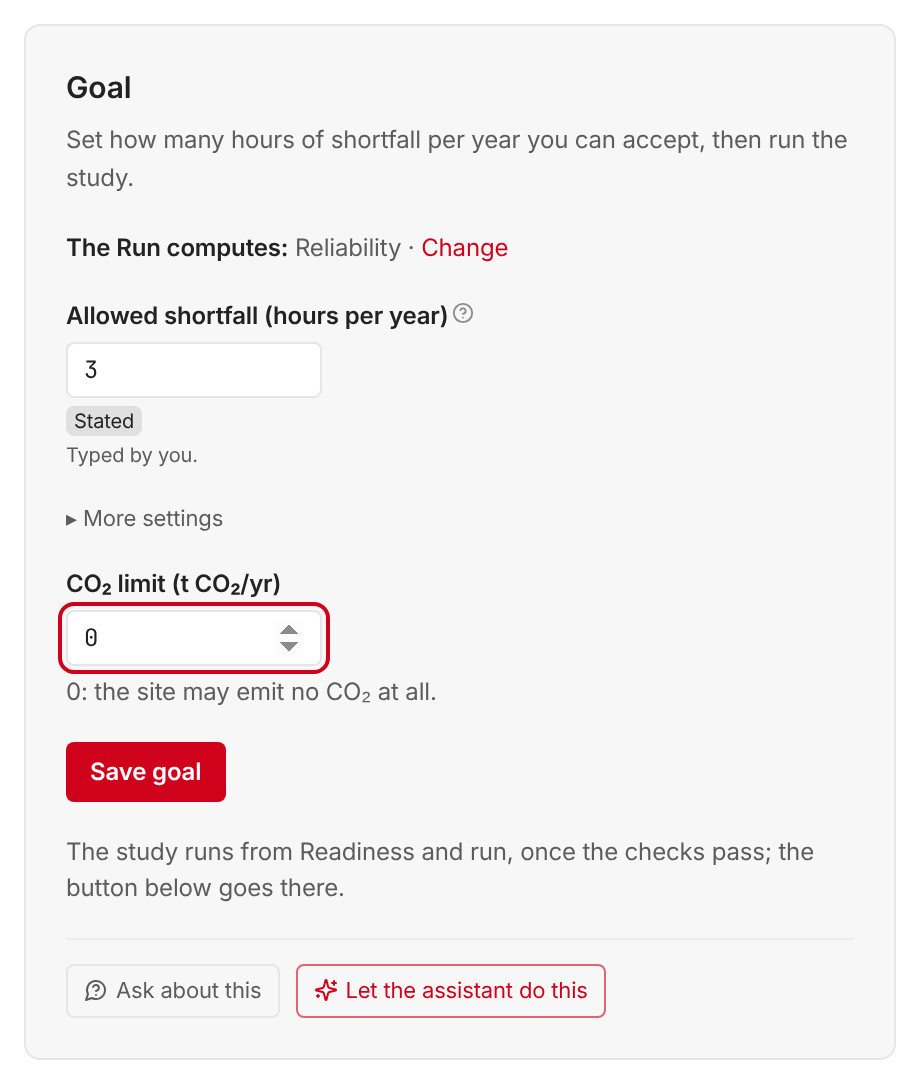 Goal
Set how many hours of shortfall per year you can accept, then run the
study.
The Run computes: Reliability · Change
Allowed shortfall (hours per year) ?
3
Stated
Typed by you.
▸ More settings
CO₂ limit (t CO₂/yr)
0
0: the site may emit no CO₂ at all.
Save goal
The study runs from Readiness and run, once the checks pass; the
button below goes there.
Ask about this
Let the assistant do this